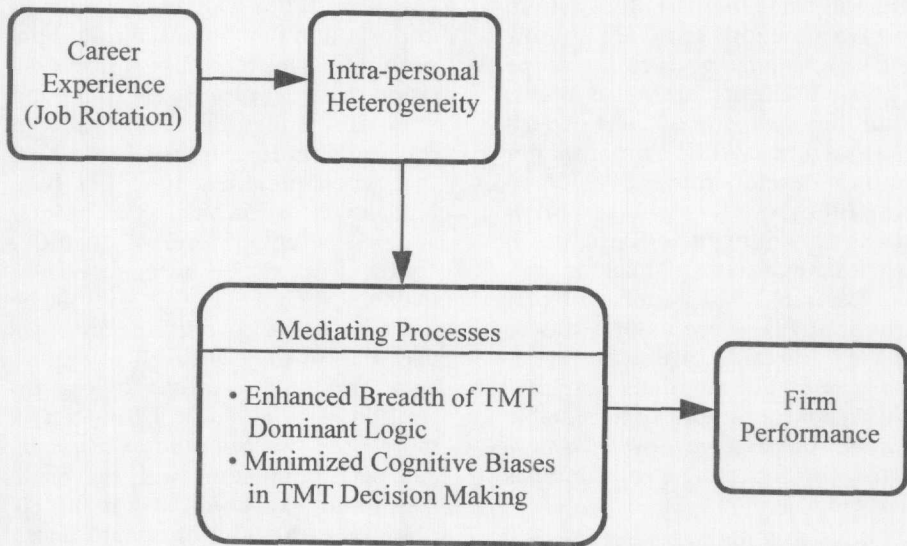 Career
Experience
(Job Rotation)
Intra-personal
Heterogeneity
Mediating Processes
• Enhanced Breadth of TMT
Dominant Logic
• Minimized Cognitive Biases
in TMT Decision Making
Firm
Performance